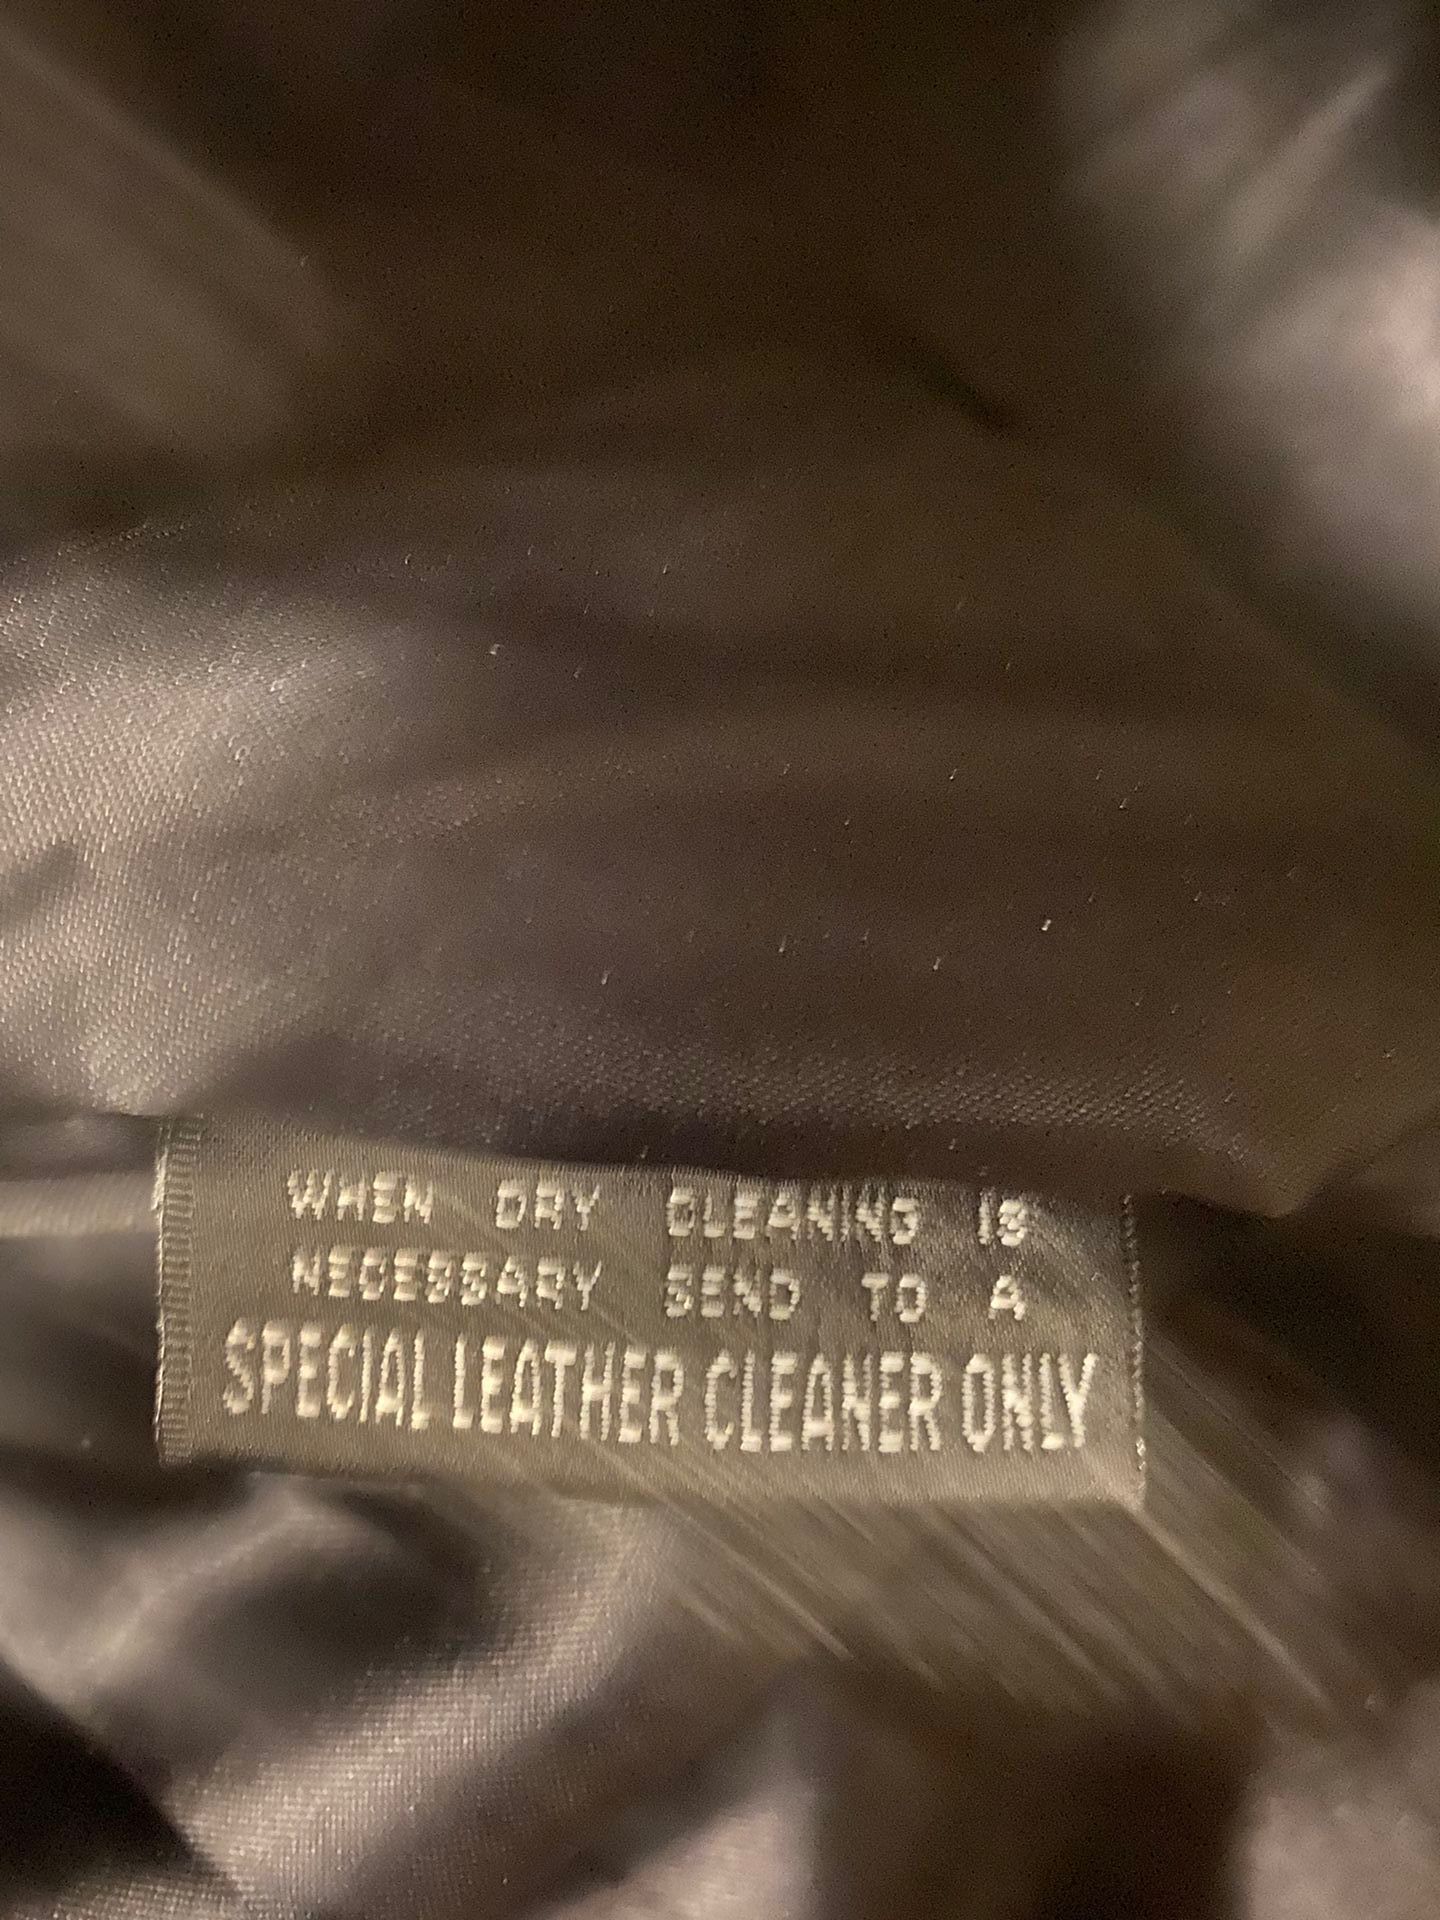 WHEN DRY CLEANING IS
NECESSARY SEND TO A
SPECIAL LEATHER CLEANER ONLY